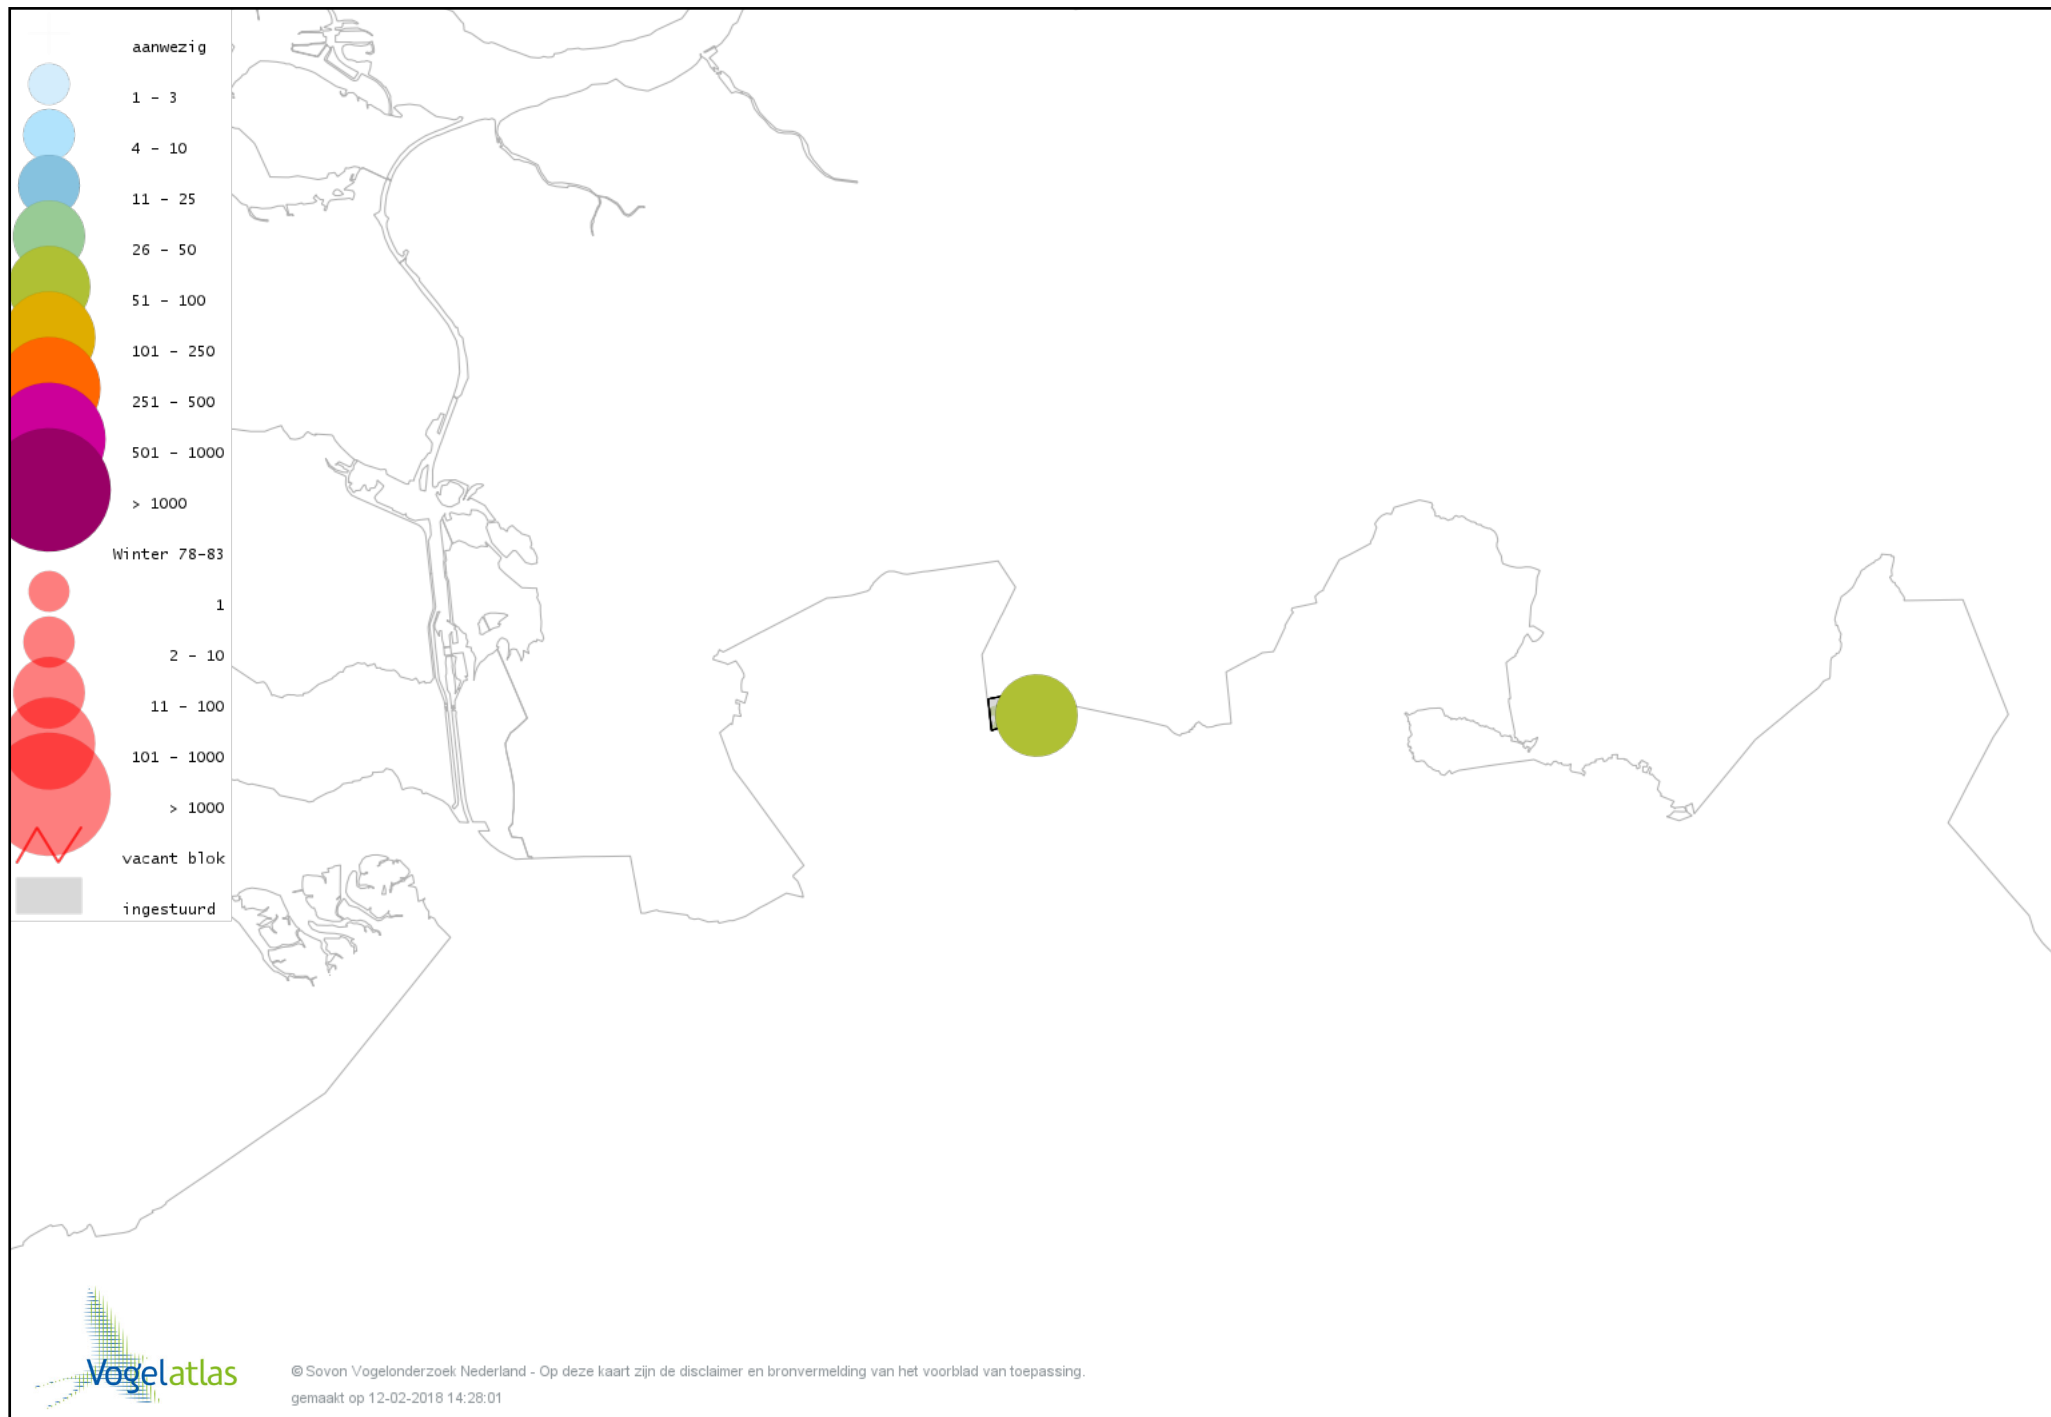 aanwezig
1 - 3
4 - 10
11 - 25
26 - 50
51 - 100
101 - 250
251 - 500
501 - 1000
> 1000
Winter 78-83
1
2 - 10
11 - 100
101 - 1000
> 1000
vacant blok
ingestuurd
Vogelatlas
© Sovon Vogelonderzoek Nederland - Op deze kaart zijn de disclaimer en bronvermelding van het voorblad van toepassing.
gemaakt op 12-02-2018 14:28:01